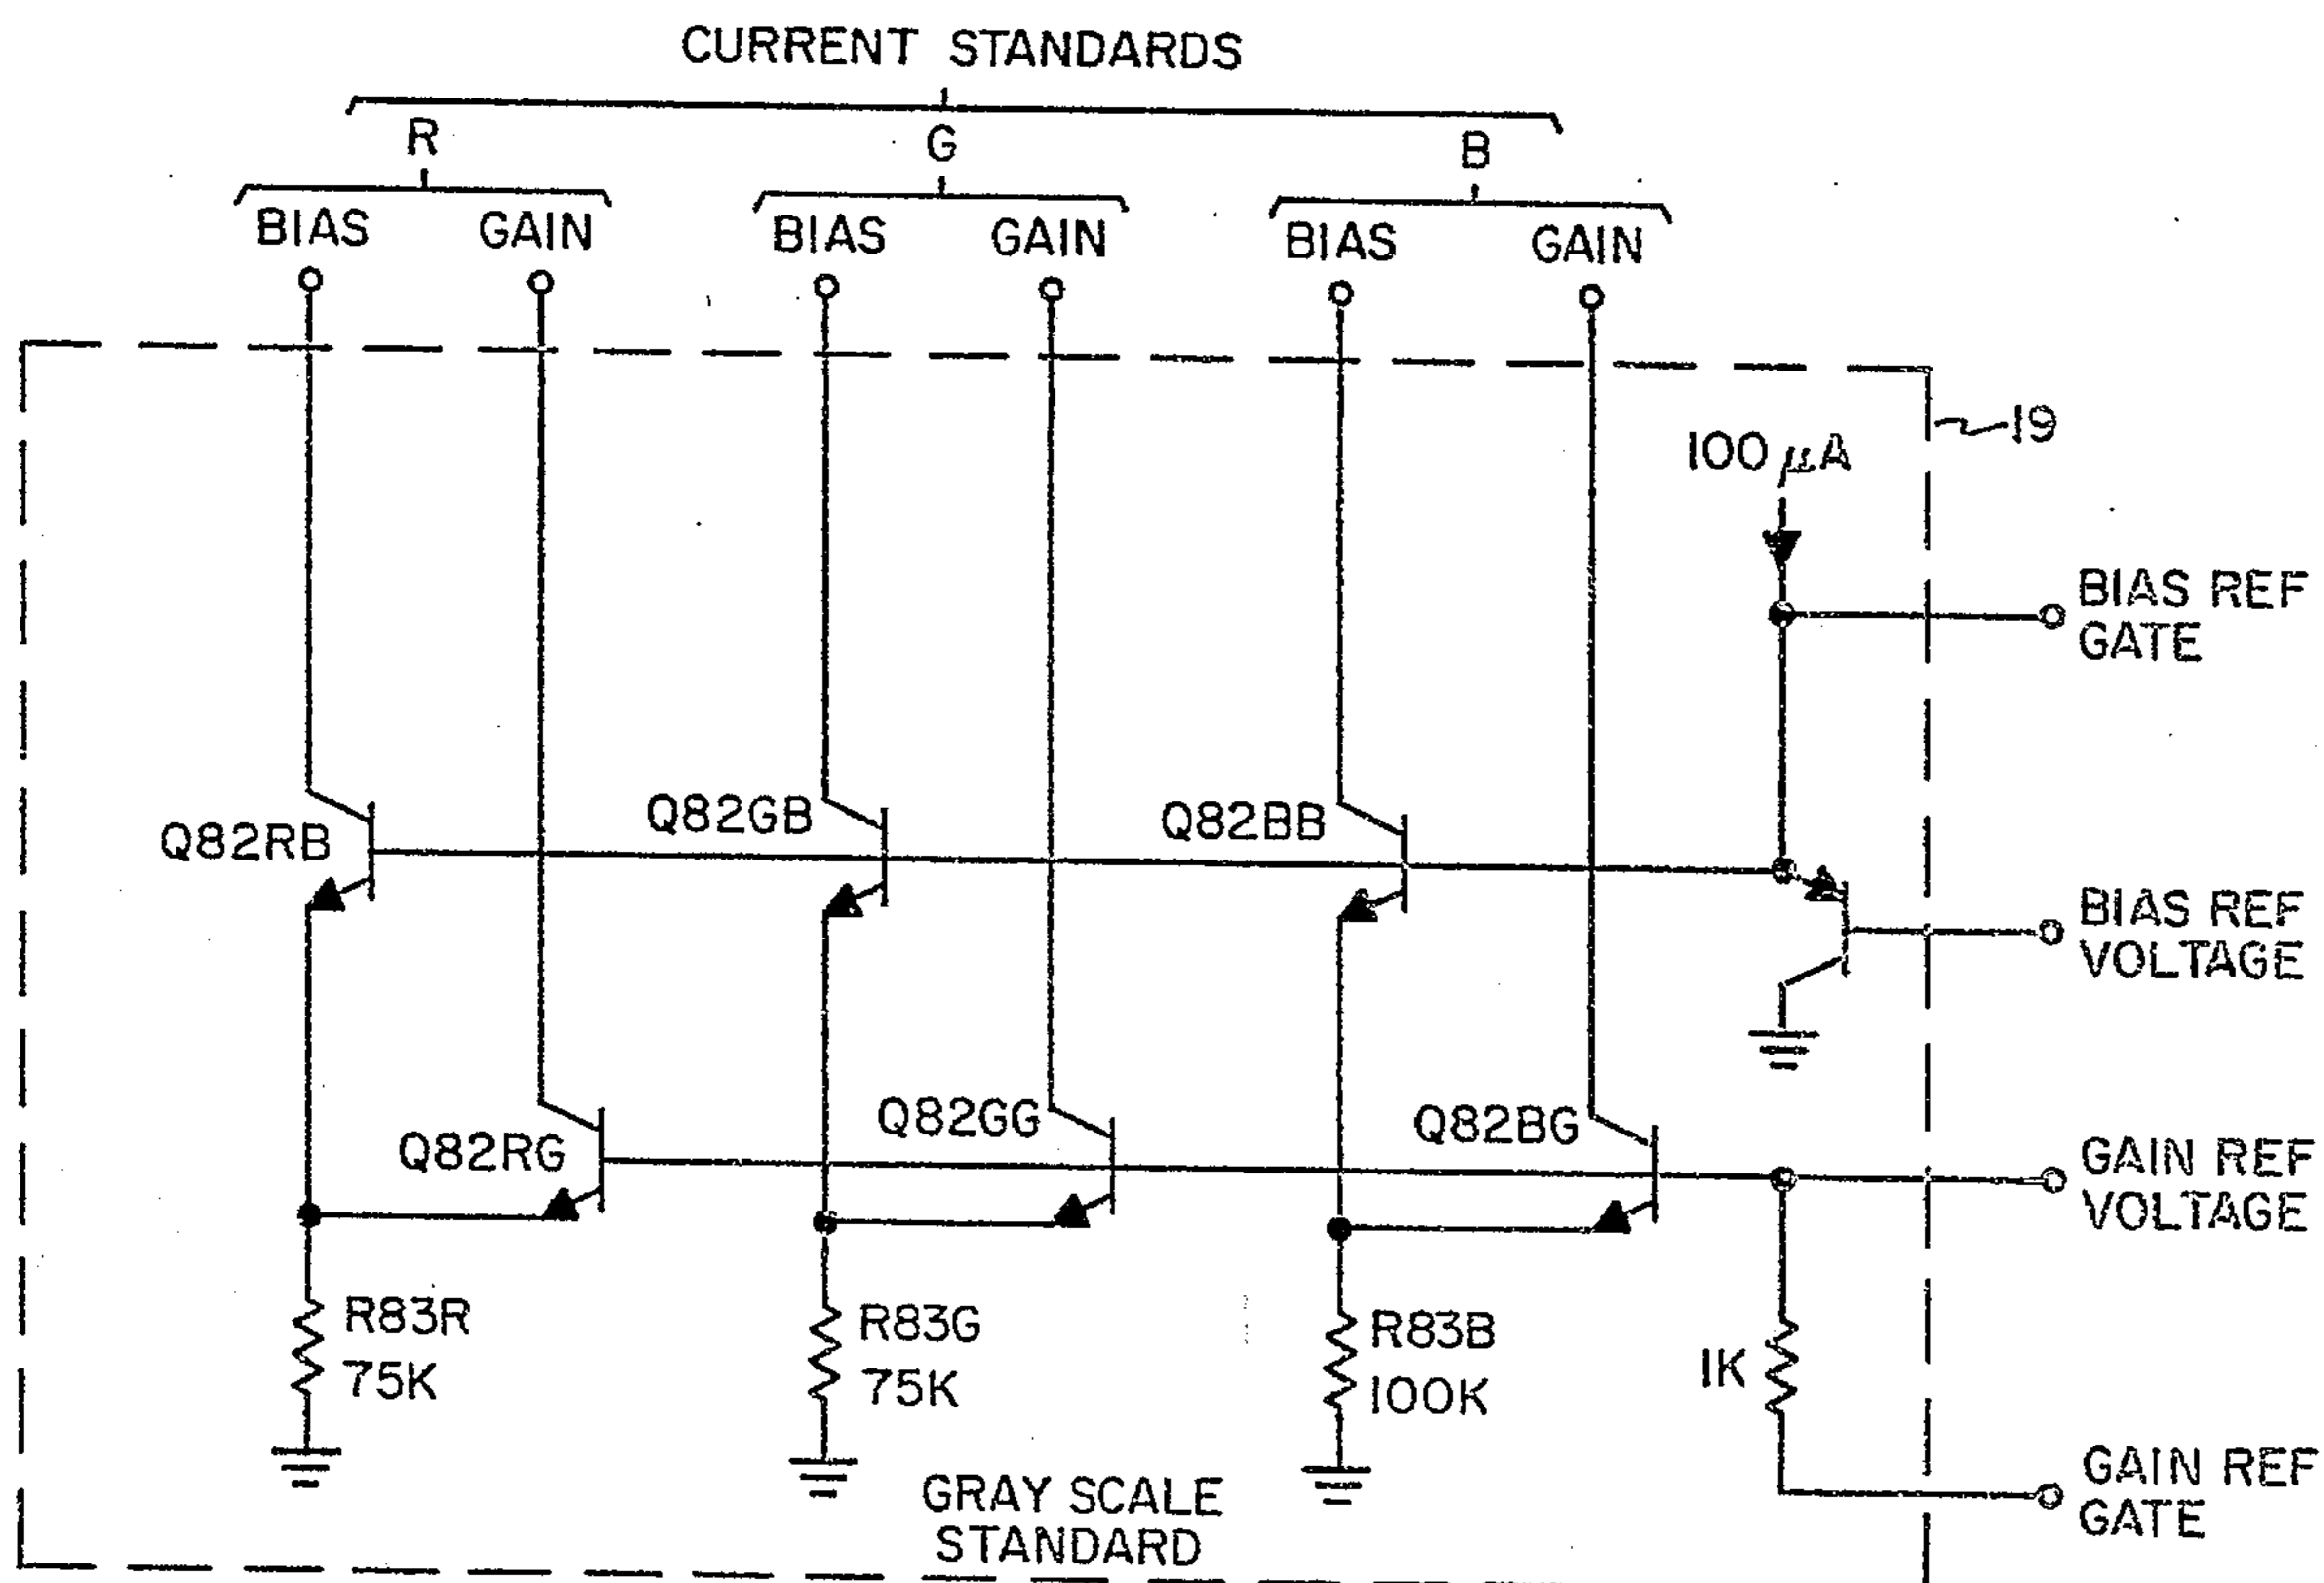 CURRENT STANDARDS
R G B
BIAS GAIN BIAS GAIN BIAS GAIN
19
100 μA
BIAS REF
GATE
Q82RB Q82GB Q82BB
BIAS REF
VOLTAGE
Q82RG Q82GG Q82BG
GAIN REF
VOLTAGE
R83R
75K
R83G
75K
R83B
100K
1K
GAIN REF
GATE
GRAY SCALE
STANDARD